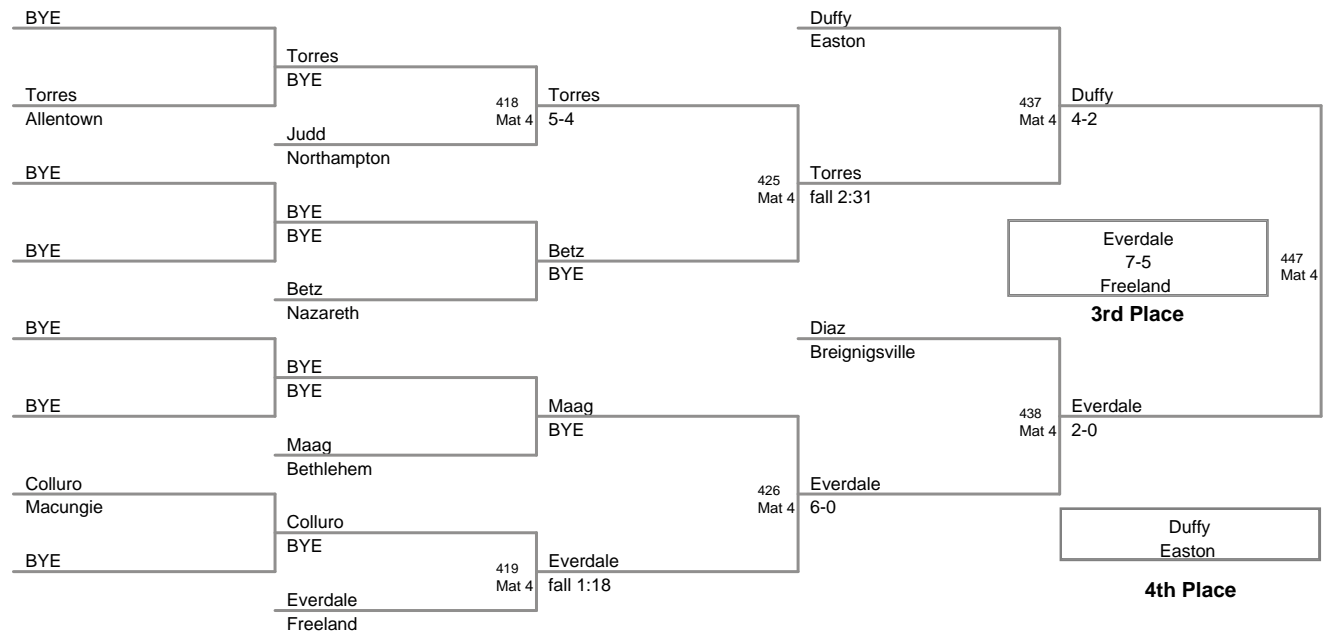 BYE
Torres
Allentown
BYE
BYE
BYE
BYE
Colluro
Macungie
BYE
Torres
BYE
Judd
Northampton
BYE
BYE
Betz
Nazareth
BYE
BYE
Maag
Bethlehem
Colluro
BYE
Everdale
Freeland
418
Mat 4
Torres
5-4
Betz
BYE
Maag
BYE
419
Mat 4
Everdale
fall 1:18
Duffy
Easton
425
Mat 4
Torres
fall 2:31
Diaz
Breignigsville
426
Mat 4
Everdale
6-0
437
Mat 4
Duffy
4-2
438
Mat 4
Everdale
2-0
Everdale
7-5
Freeland
3rd Place
447
Mat 4
Duffy
Easton
4th Place